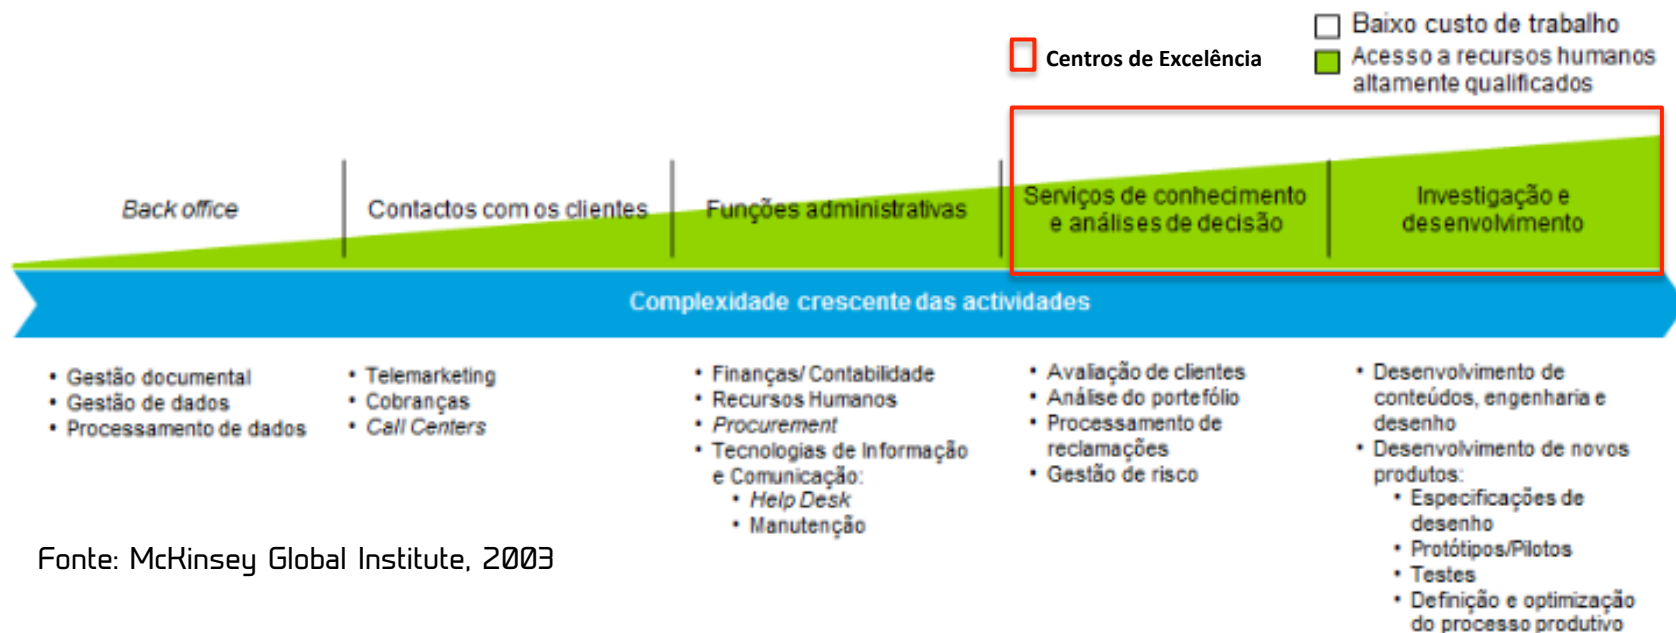 Centros de Excelência
Baixo custo de trabalho
Acesso a recursos humanos
altamente qualificados
Back office
Contactos com os clientes
Funções administrativas
Serviços de conhecimento
e análises de decisão
Investigação e
desenvolvimento
Complexidade crescente das actividades
• Gestão documental
• Gestão de dados
• Processamento de dados
• Telemarketing
• Cobranças
• Call Centers
• Finanças/ Contabilidade
• Recursos Humanos
• Procurement
• Tecnologias de Informação
e Comunicação:
• Help Desk
• Manutenção
• Avaliação de clientes
• Análise do portefólio
• Processamento de
reclamações
• Gestão de risco
• Desenvolvimento de
conteúdos, engenharia e
desenho
• Desenvolvimento de novos
produtos:
• Especificações de
desenho
• Protótipos/Pilotos
• Testes
• Definição e optimização
do processo produtivo
Fonte: McKinsey Global Institute, 2003